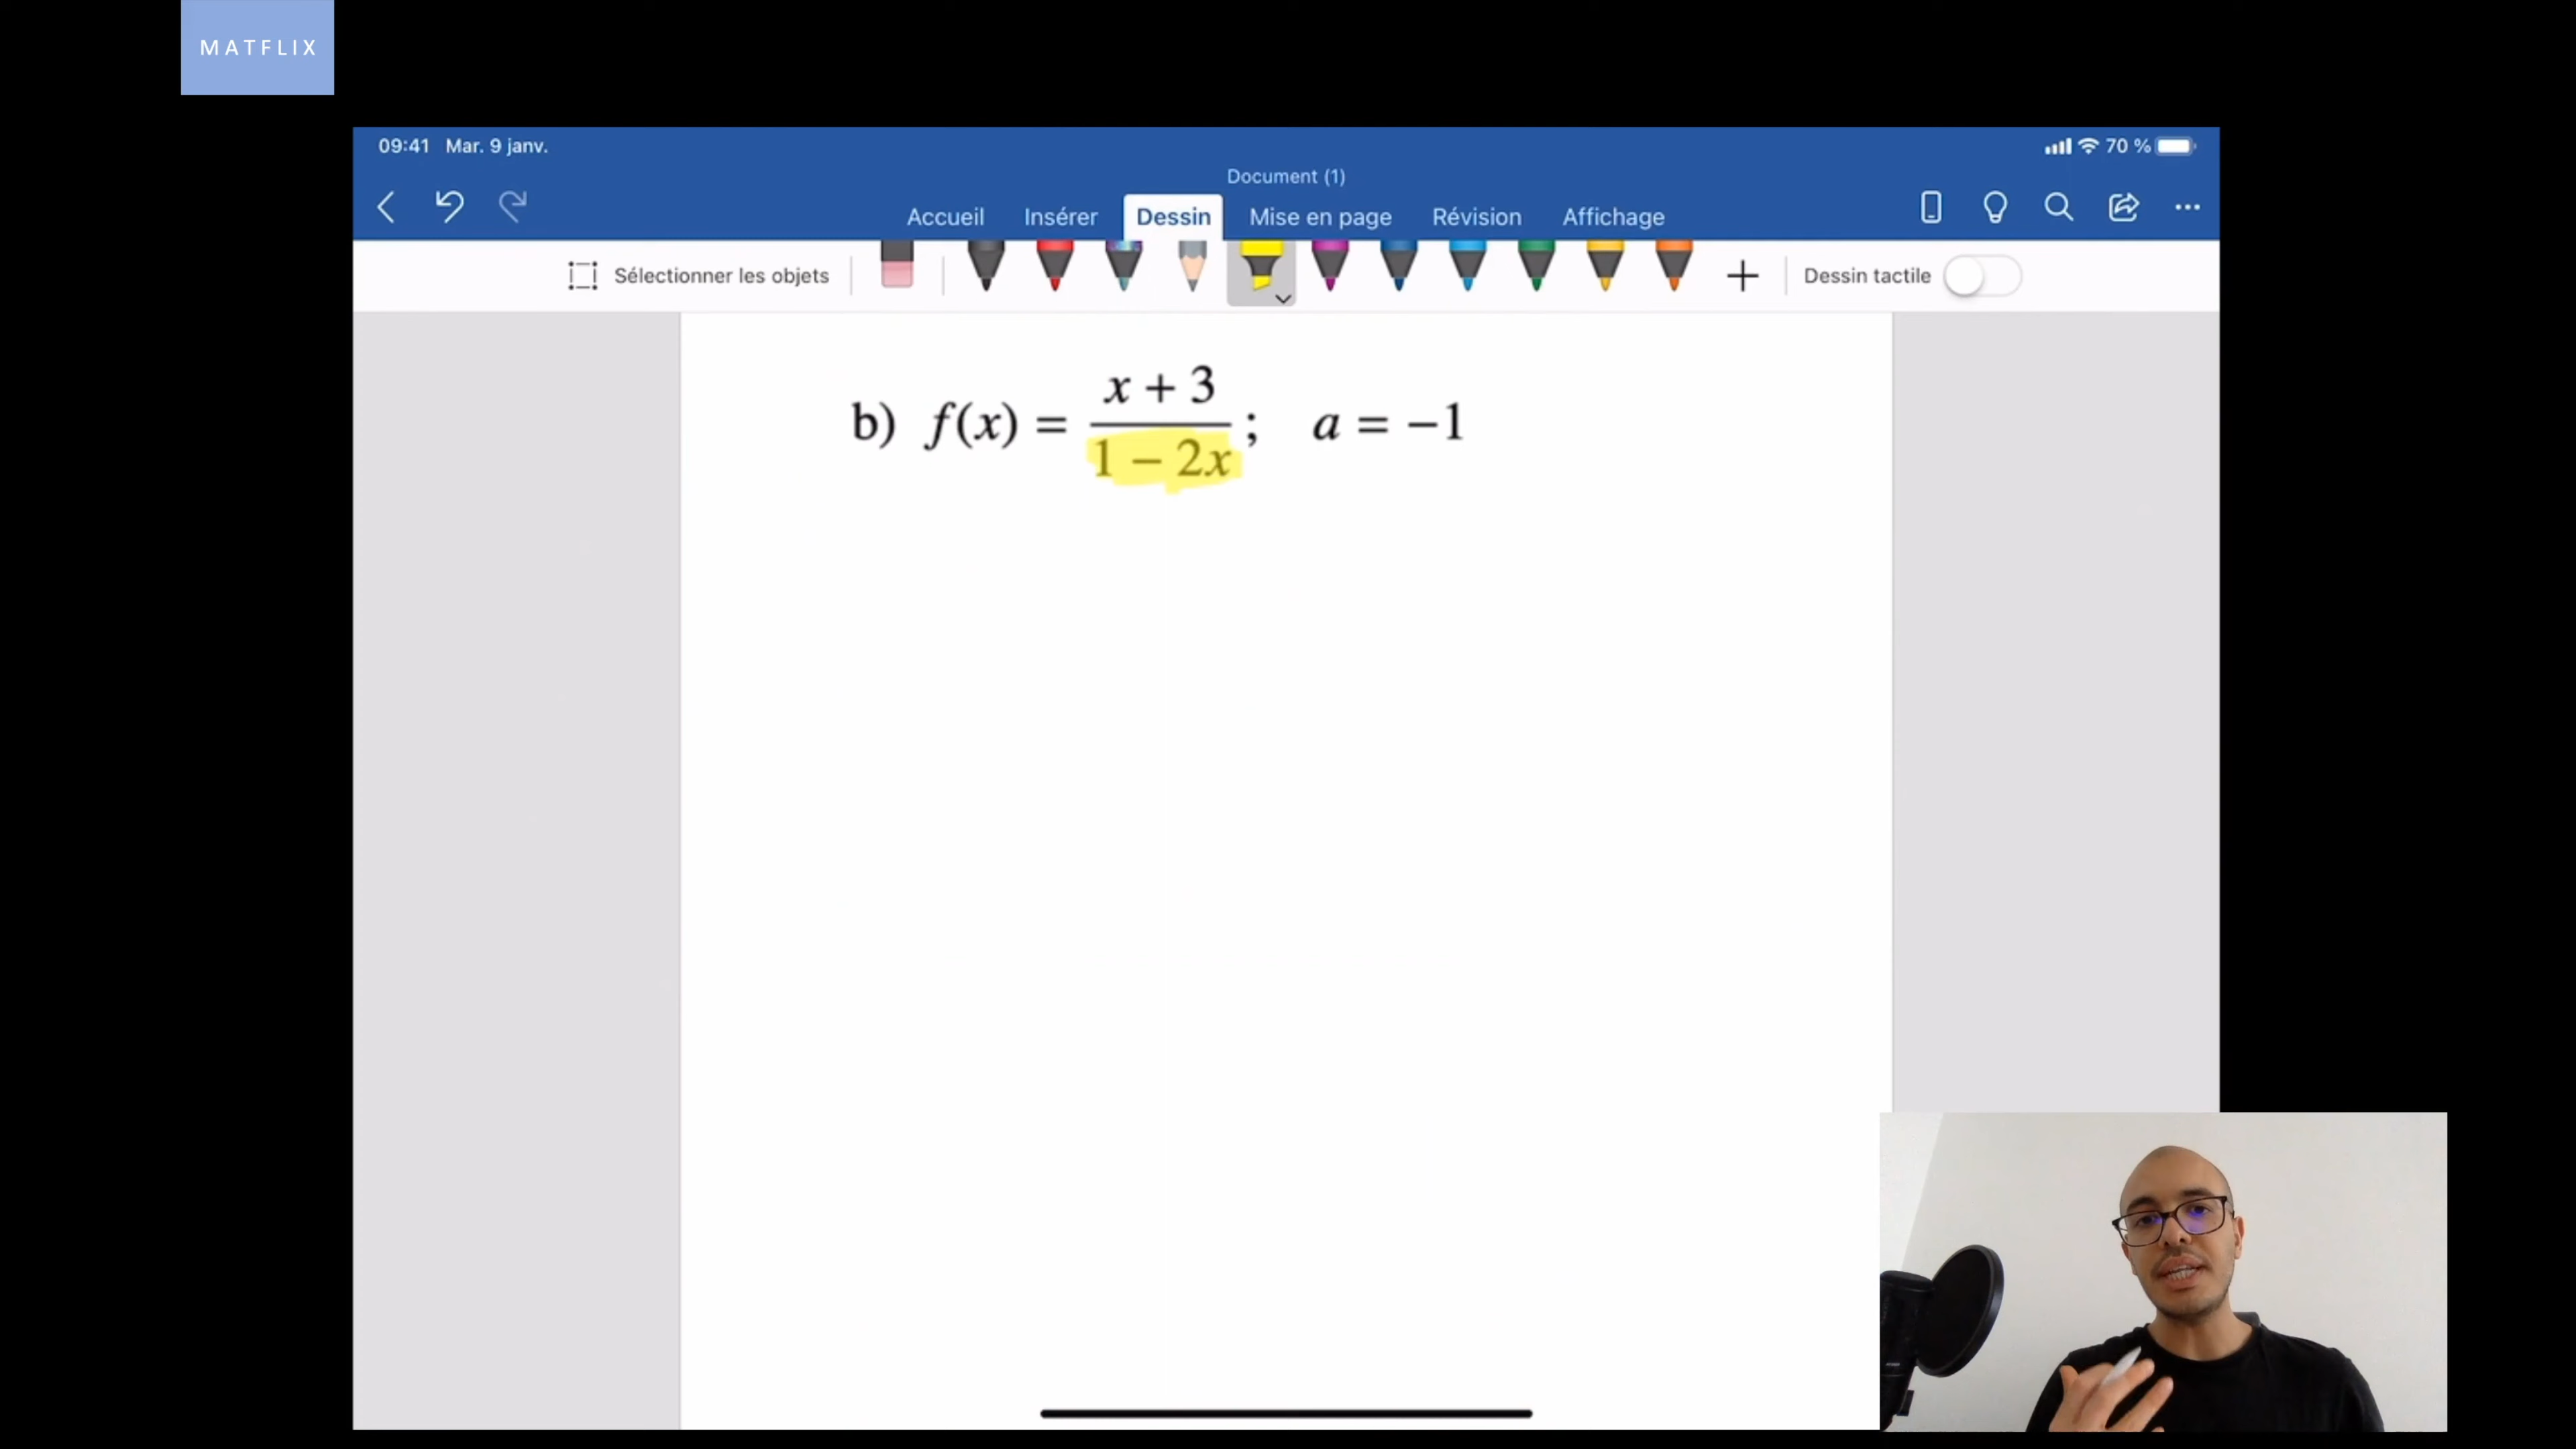 MATFLIX
09:41 Mar. 9 janv.
70 %
Document (1)
Accueil Insérer Dessin Mise en page Révision Affichage
Sélectionner les objets
Dessin tactile
b) f(x) = \frac{x + 3}{1 − 2x} ; a = −1